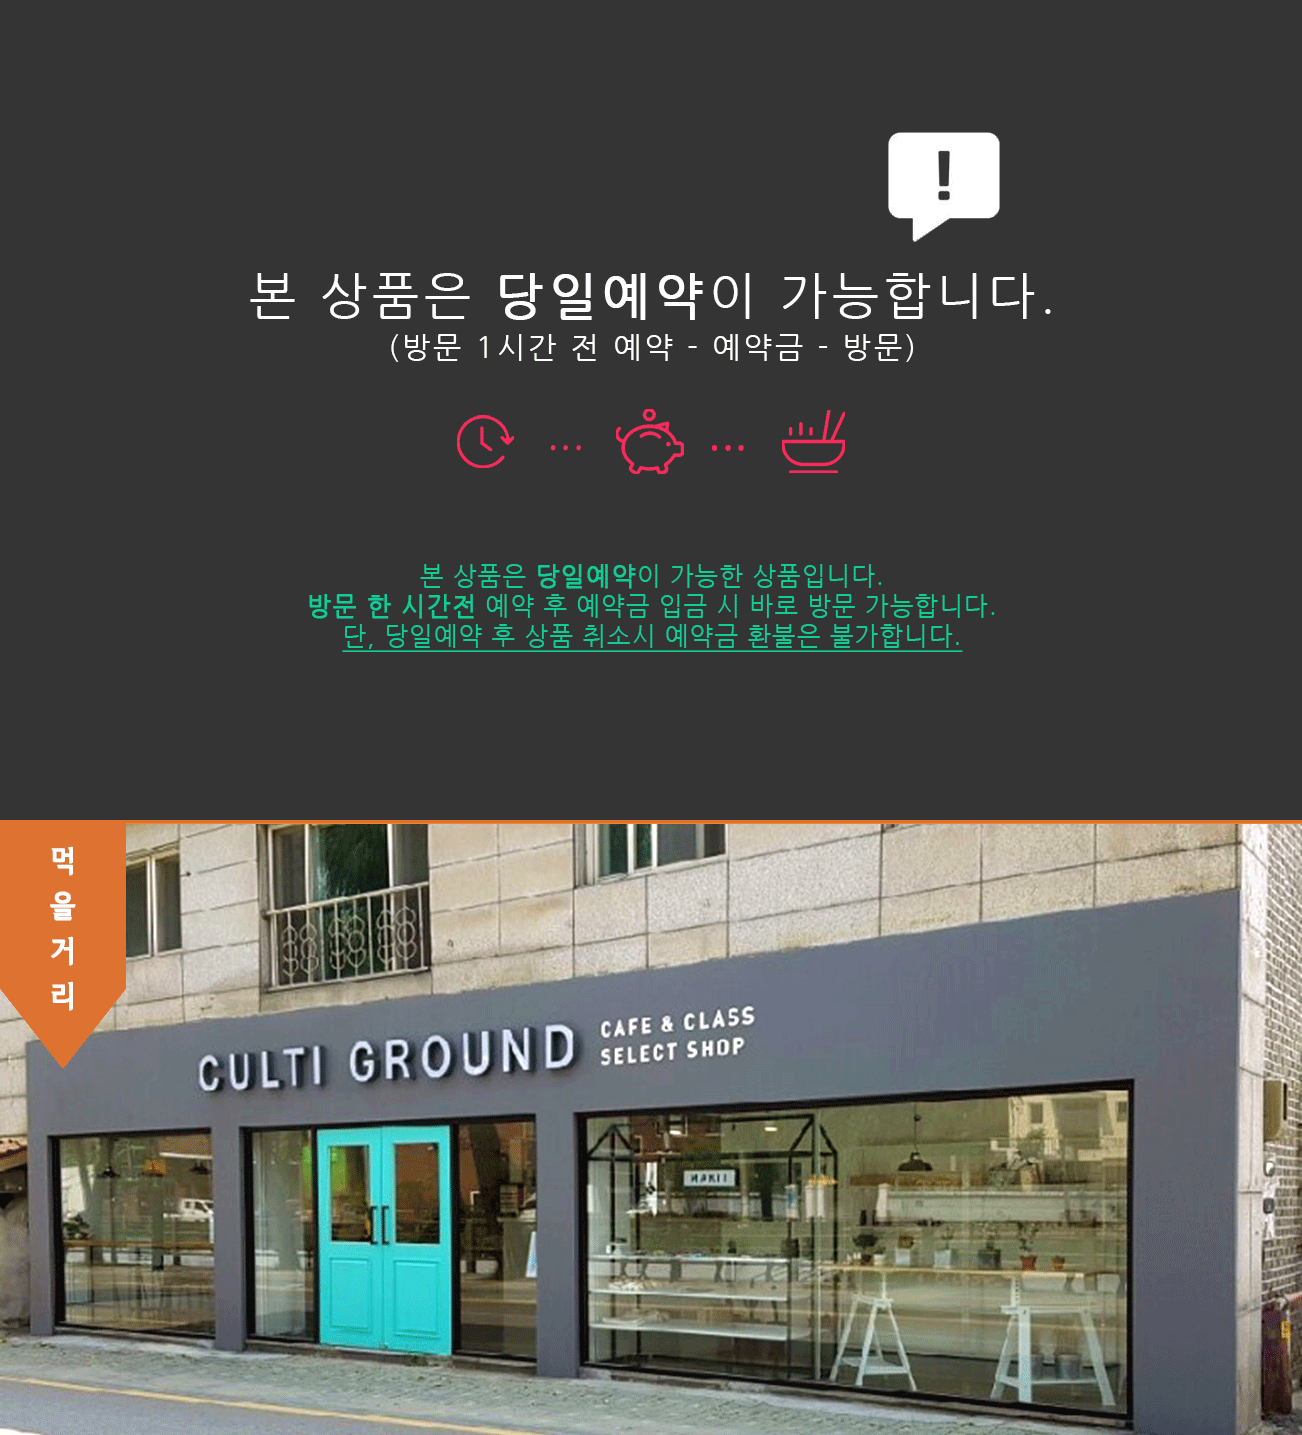 !
본 상품은 당일예약이 가능합니다.
(방문 1시간 전 예약 - 예약금 - 방문)
본 상품은 당일예약이 가능한 상품입니다.
방문 한 시간전 예약 후 예약금 입금 시 바로 방문 가능합니다.
단, 당일예약 후 상품 취소시 예약금 환불은 불가합니다.
먹을거리
CULTI GROUND
CAFE & CLASS
SELECT SHOP